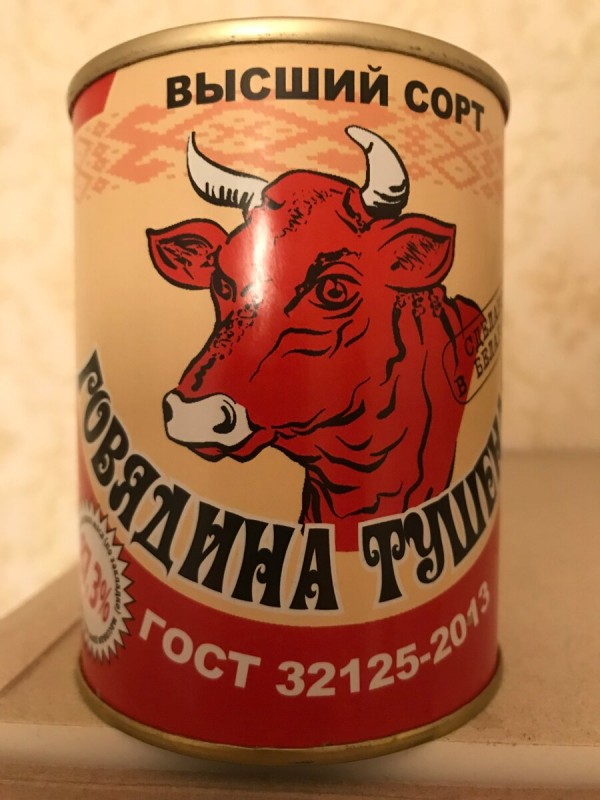 ВЫСШИЙ СОРТ
ГОВЯДИНА ТУШЕН
ГОСТ 32125-2013